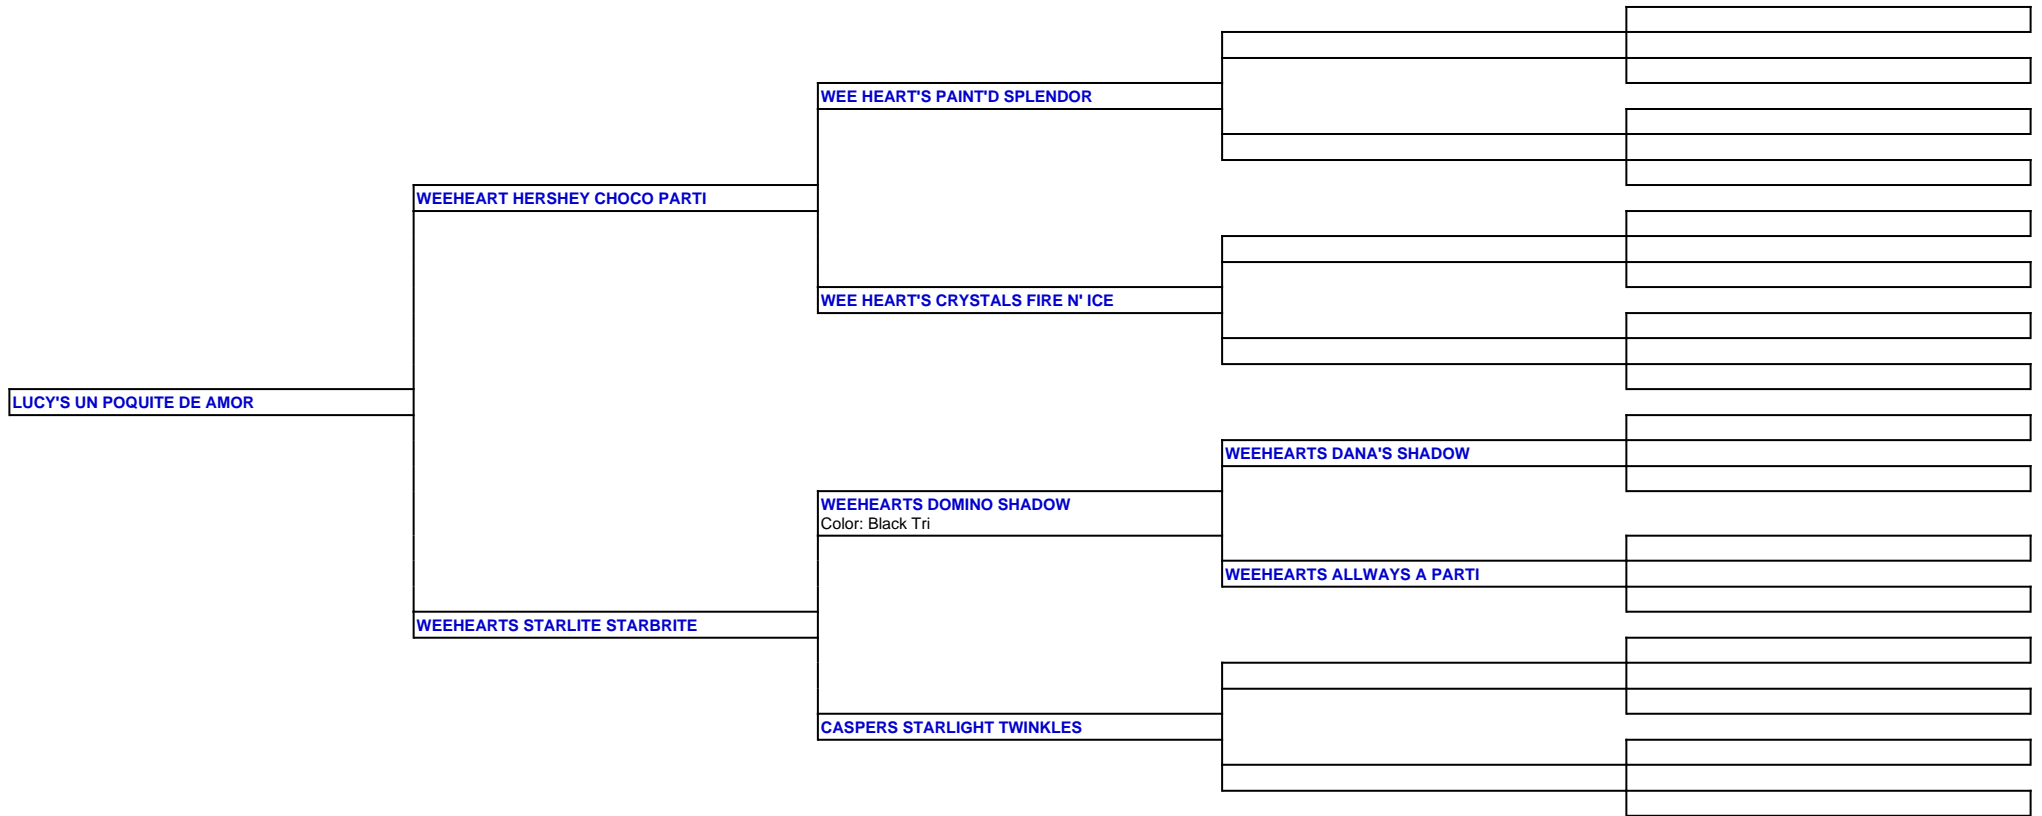 WEE HEART'S PAINT'D SPLENDOR
WEEHEART HERSHEY CHOCO PARTI
WEE HEART'S CRYSTALS FIRE N' ICE
LUCY'S UN POQUITE DE AMOR
WEEHEARTS DANA'S SHADOW
WEEHEARTS DOMINO SHADOW
Color: Black Tri
WEEHEARTS ALLWAYS A PARTI
WEEHEARTS STARLITE STARBRITE
CASPERS STARLIGHT TWINKLES